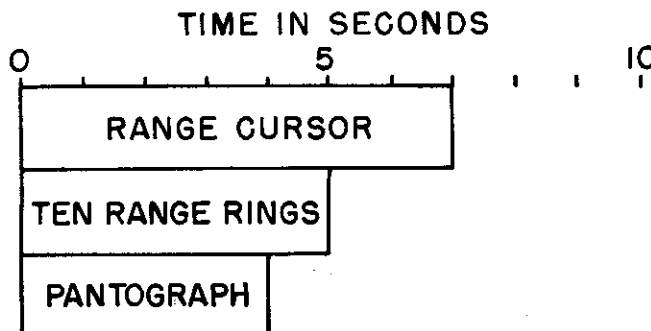 TIME IN SECONDS
0 5 10
RANGE CURSOR
TEN RANGE RINGS
PANTOGRAPH